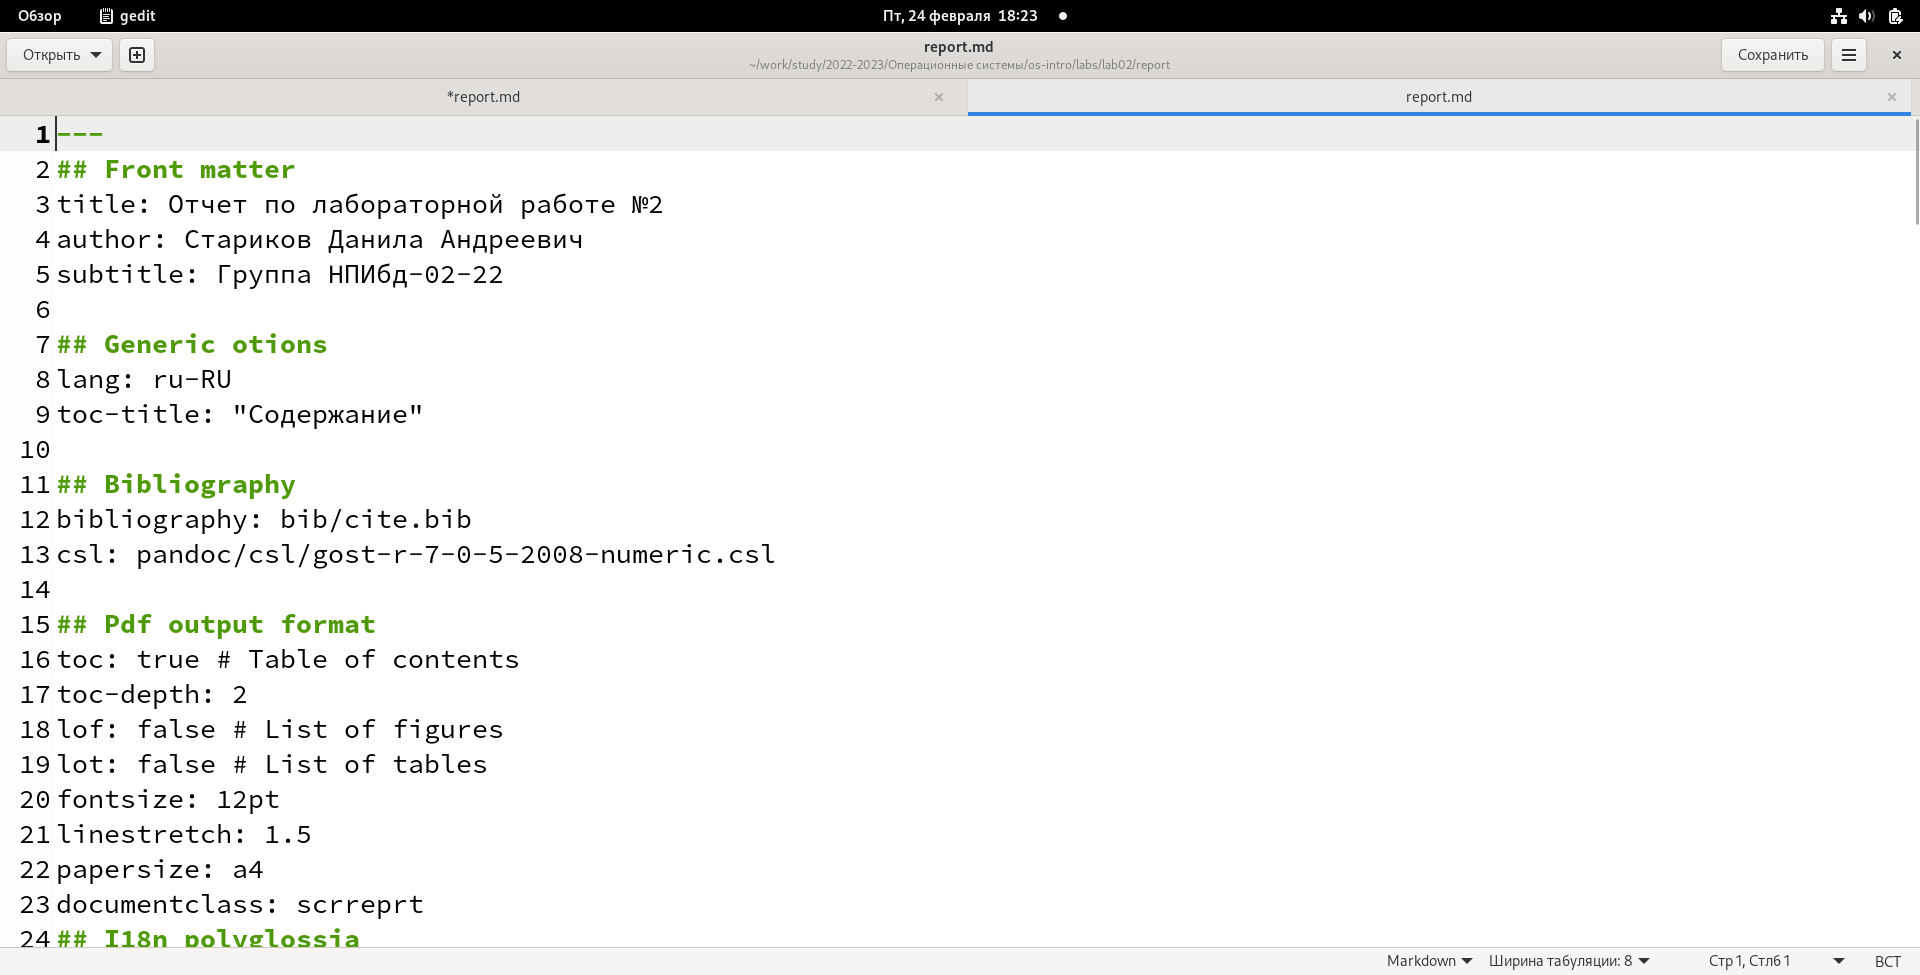 Обзор gedit Пт, 24 февраля 18:23
Открыть report.md Сохранить
~/work/study/2022-2023/Операционные системы/os-intro/labs/lab02/report
*report.md report.md
1 ---
2 ## Front matter
3 title: Отчет по лабораторной работе №2
4 author: Стариков Данила Андреевич
5 subtitle: Группа НПИбд-02-22
6
7 ## Generic otions
8 lang: ru-RU
9 toc-title: "Содержание"
10
11 ## Bibliography
12 bibliography: bib/cite.bib
13 csl: pandoc/csl/gost-r-7-0-5-2008-numeric.csl
14
15 ## Pdf output format
16 toc: true # Table of contents
17 toc-depth: 2
18 lof: false # List of figures
19 lot: false # List of tables
20 fontsize: 12pt
21 linestretch: 1.5
22 papersize: a4
23 documentclass: scrreprt
24 ## I18n polyglossia
Markdown Ширина табуляции: 8 Стр 1, Стлб 1 ВСТ